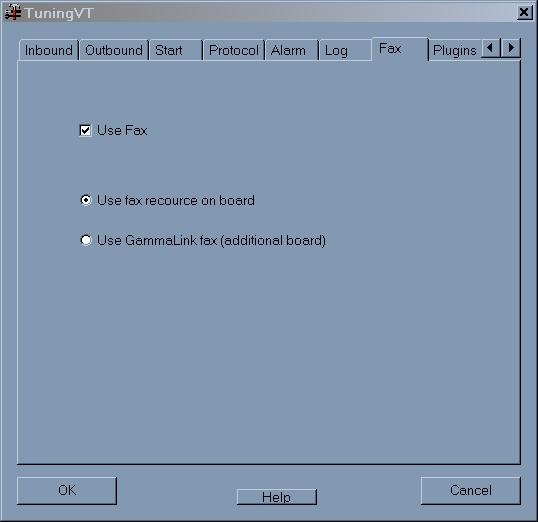 TuningVT
Inbound Outbound Start Protocol Alarm Log Fax Plugins
Use Fax
Use fax recource on board
Use GammaLink fax (additional board)
OK Help Cancel